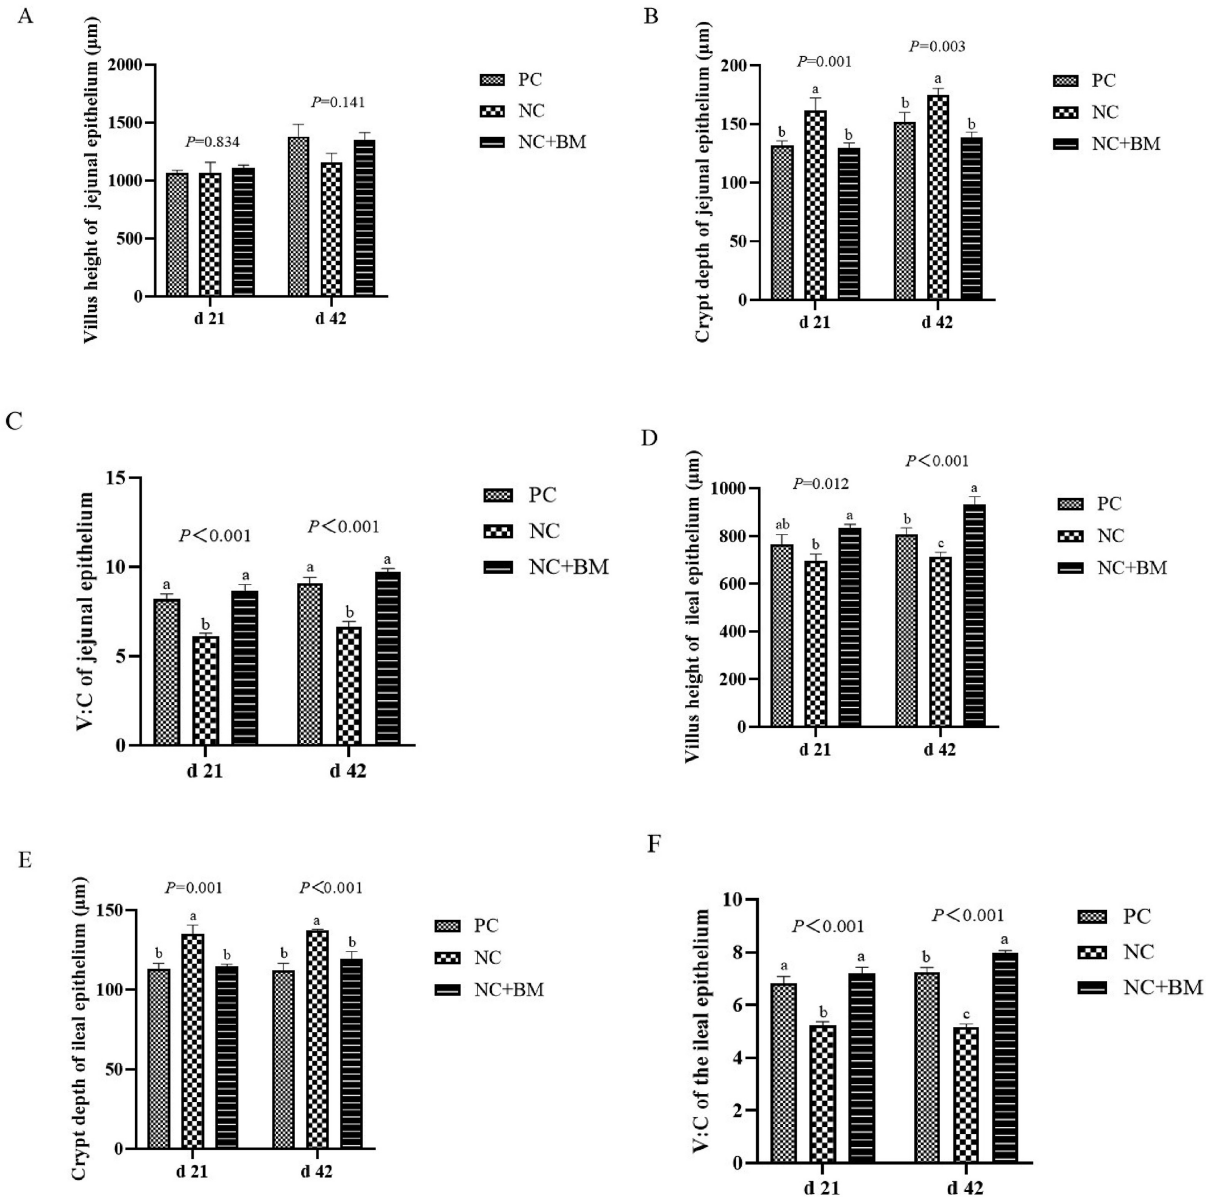 A
Villus height of jejunal epithelium (μm)
2000
1500
1000
500
0
P=0.834
P=0.141
d 21
d 42
PC
NC
NC+BM
B
Crypt depth of jejunal epithelium (μm)
200
150
100
50
0
P=0.001
P=0.003
b
a
b
b
a
b
d 21
d 42
PC
NC
NC+BM
C
V:C of jejunal epithelium
15
10
5
0
P＜0.001
P＜0.001
a
b
a
a
b
a
d 21
d 42
PC
NC
NC+BM
D
Villus height of ileal epithelium (μm)
1000
800
600
400
200
0
P=0.012
P＜0.001
ab
b
a
b
c
a
d 21
d 42
PC
NC
NC+BM
E
Crypt depth of ileal epithelium (μm)
150
100
50
0
P=0.001
P<0.001
b
a
b
b
a
b
d 21
d 42
PC
NC
NC+BM
F
V:C of the ileal epithelium
10
8
6
4
2
0
P＜0.001
P＜0.001
a
b
a
b
c
a
d 21
d 42
PC
NC
NC+BM